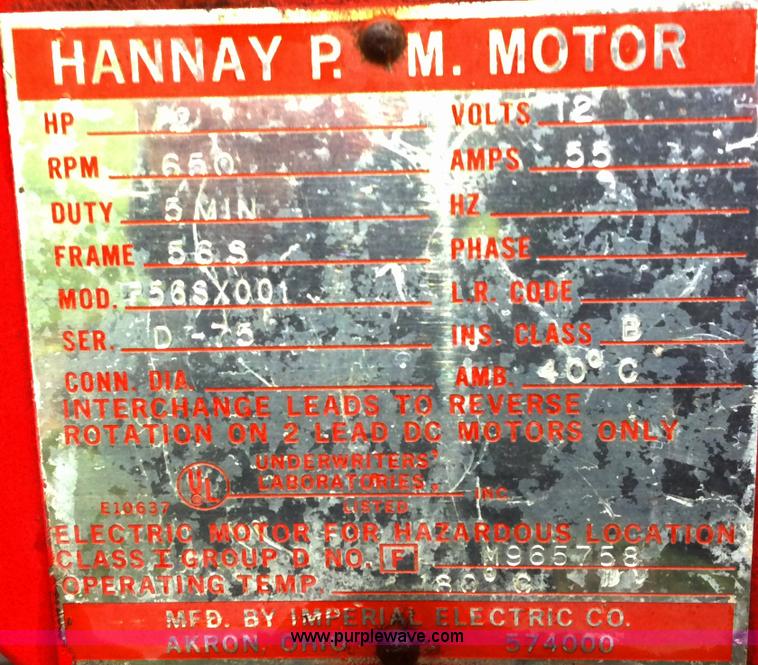 HANNAY P. M. MOTOR
HP VOLTS 12
RPM 650 AMPS 55
DUTY 5 MIN HZ
FRAME 56S PHASE
MOD. F56SX001 L.R. CODE
SER. D -75 INS. CLASS B
CONN. DIA. AMB. 40° C
INTERCHANGE LEADS TO REVERSE
ROTATION ON 2 LEAD DC MOTORS ONLY
UL UNDERWRITERS'
LABORATORIES, INC
E10637 LISTED
ELECTRIC MOTOR FOR HAZARDOUS LOCATION
CLASS I GROUP D NO. F M965758
OPERATING TEMP 180° C
MFD. BY IMPERIAL ELECTRIC CO.
AKRON, OHIO 574000
www.purplewave.com